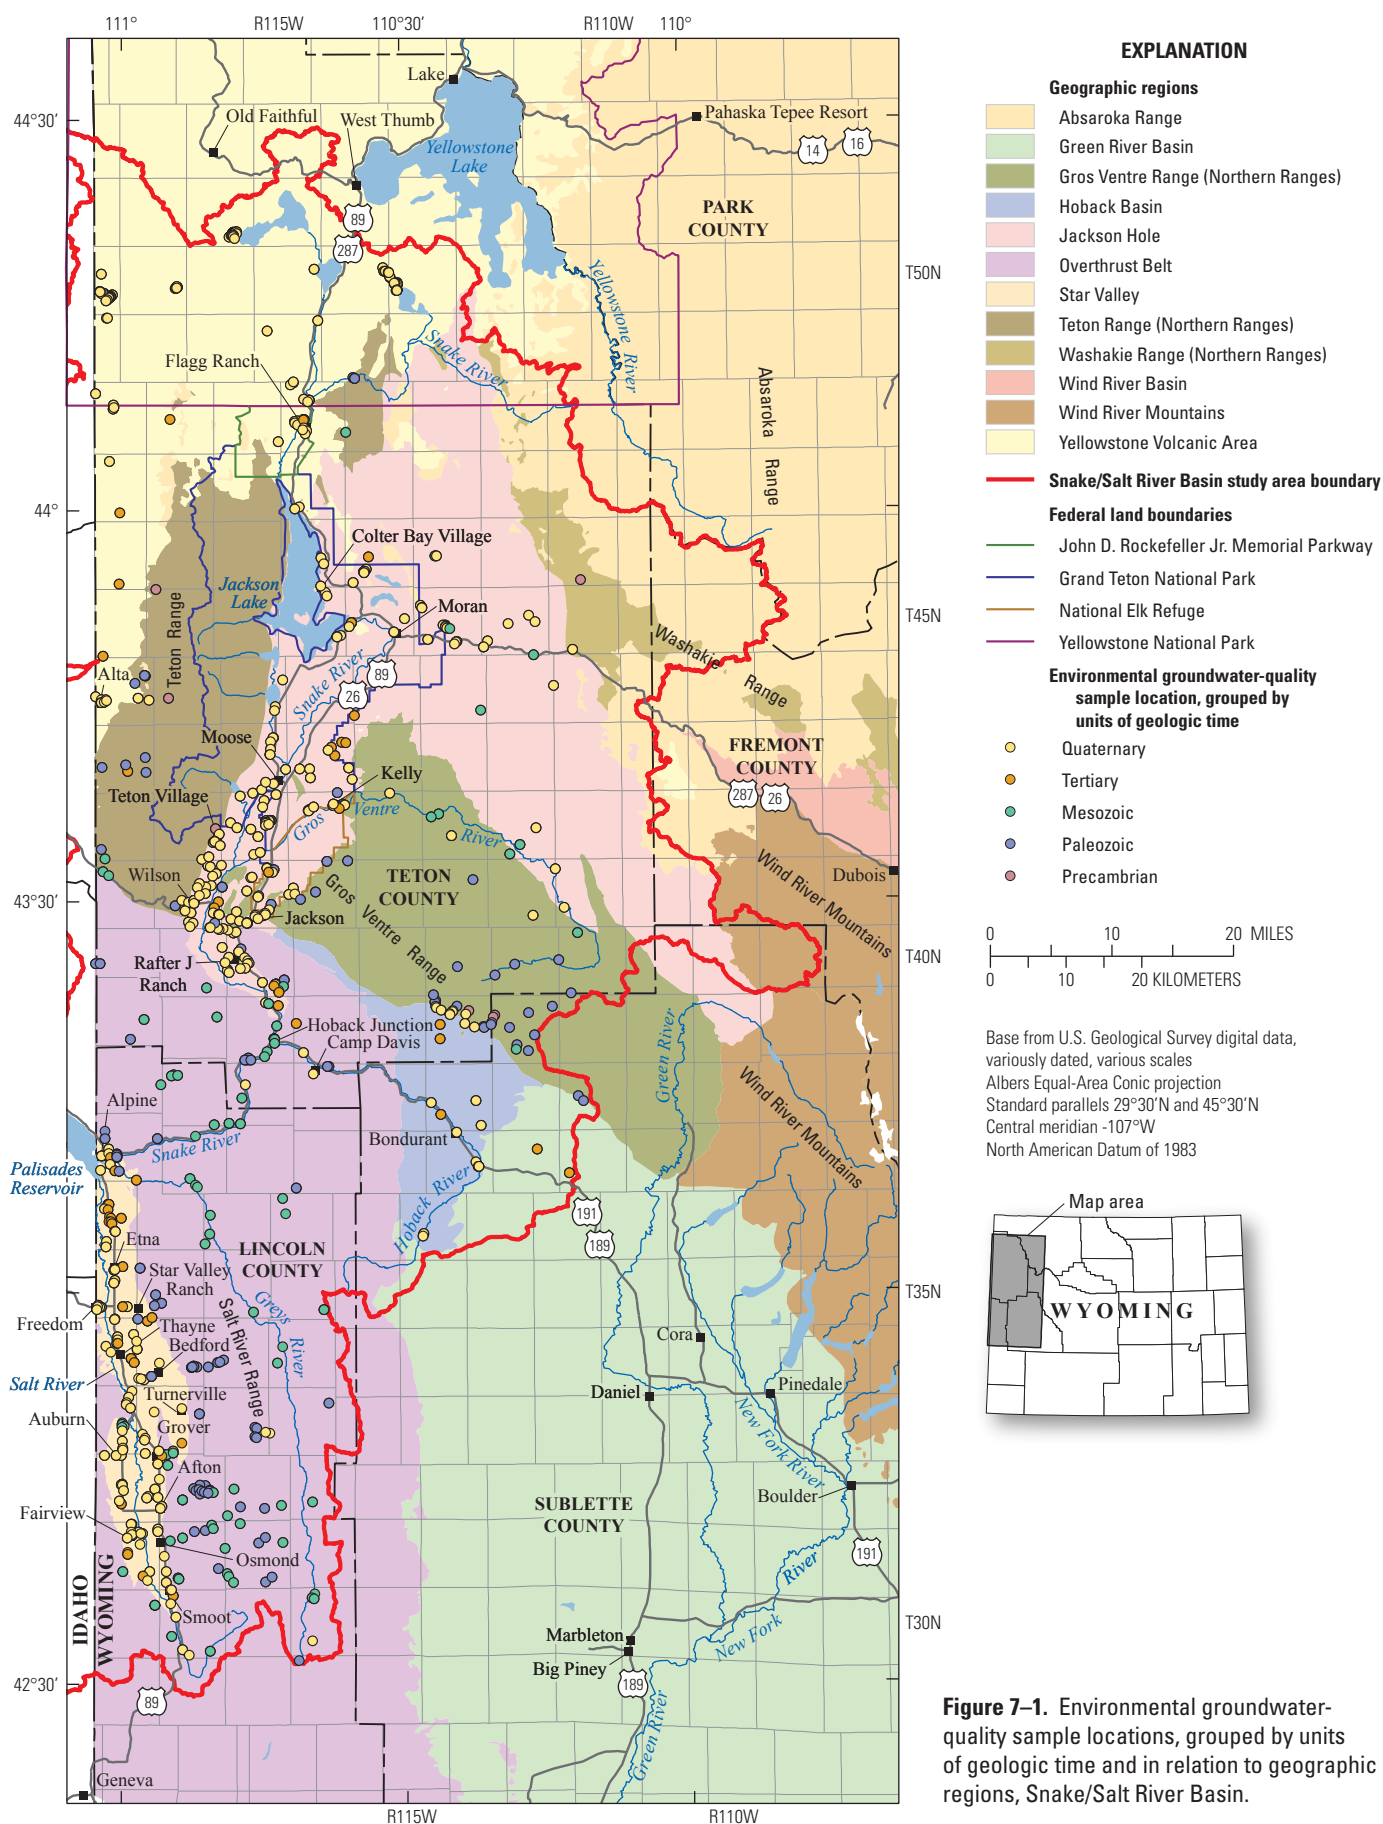 111°
R115W
110°30′
R110W
110°
44°30′
44°
43°30′
42°30′
T50N
T45N
T40N
T35N
T30N
R115W
R110W
Lake
Old Faithful
West Thumb
Pahaska Tepee Resort
Yellowstone
Lake
14
16
PARK
COUNTY
89
287
Yellowstone River
Snake River
Flagg Ranch
Absaroka Range
Colter Bay Village
Jackson
Lake
Teton Range
Moran
Washakie Range
Alta
Snake River
89
26
Moose
FREMONT
COUNTY
287
26
Kelly
Teton Village
Gros Ventre River
Wilson
TETON
COUNTY
Dubois
Wind River Mountains
Gros Ventre Range
Jackson
Rafter J
Ranch
Hoback Junction
Camp Davis
Green River
Wind River Mountains
Alpine
Bondurant
Snake River
Palisades
Reservoir
Hoback River
191
189
Etna
LINCOLN
COUNTY
Star Valley
Ranch
Greys River
Salt River Range
Freedom
Thayne
Bedford
Cora
Salt River
Turnerville
Daniel
Pinedale
Auburn
Grover
New Fork River
Afton
Boulder
SUBLETTE
COUNTY
Fairview
191
Osmond
IDAHO
WYOMING
Smoot
New Fork River
Marbleton
Big Piney
189
89
Green River
Geneva
EXPLANATION
Geographic regions
Absaroka Range
Green River Basin
Gros Ventre Range (Northern Ranges)
Hoback Basin
Jackson Hole
Overthrust Belt
Star Valley
Teton Range (Northern Ranges)
Washakie Range (Northern Ranges)
Wind River Basin
Wind River Mountains
Yellowstone Volcanic Area
Snake/Salt River Basin study area boundary
Federal land boundaries
John D. Rockefeller Jr. Memorial Parkway
Grand Teton National Park
National Elk Refuge
Yellowstone National Park
Environmental groundwater-quality
sample location, grouped by
units of geologic time
Quaternary
Tertiary
Mesozoic
Paleozoic
Precambrian
0 10 20 MILES
0 10 20 KILOMETERS
Base from U.S. Geological Survey digital data,
variously dated, various scales
Albers Equal-Area Conic projection
Standard parallels 29°30′N and 45°30′N
Central meridian -107°W
North American Datum of 1983
Map area
WYOMING
Figure 7–1. Environmental groundwater-
quality sample locations, grouped by units
of geologic time and in relation to geographic
regions, Snake/Salt River Basin.